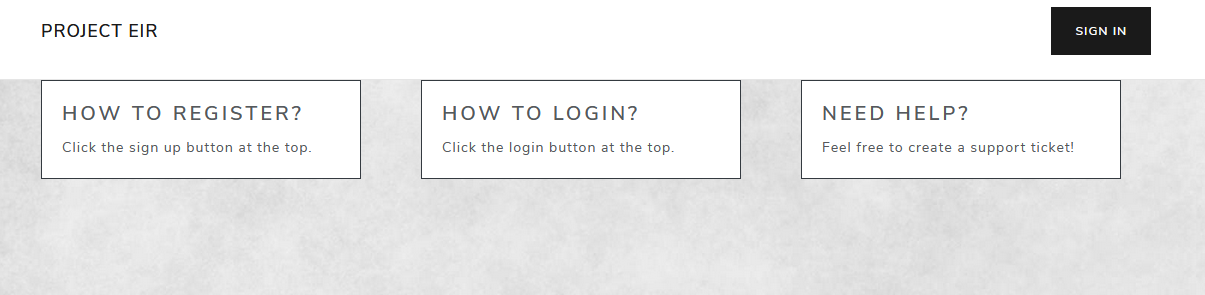 PROJECT EIR
SIGN IN
HOW TO REGISTER?
Click the sign up button at the top.
HOW TO LOGIN?
Click the login button at the top.
NEED HELP?
Feel free to create a support ticket!